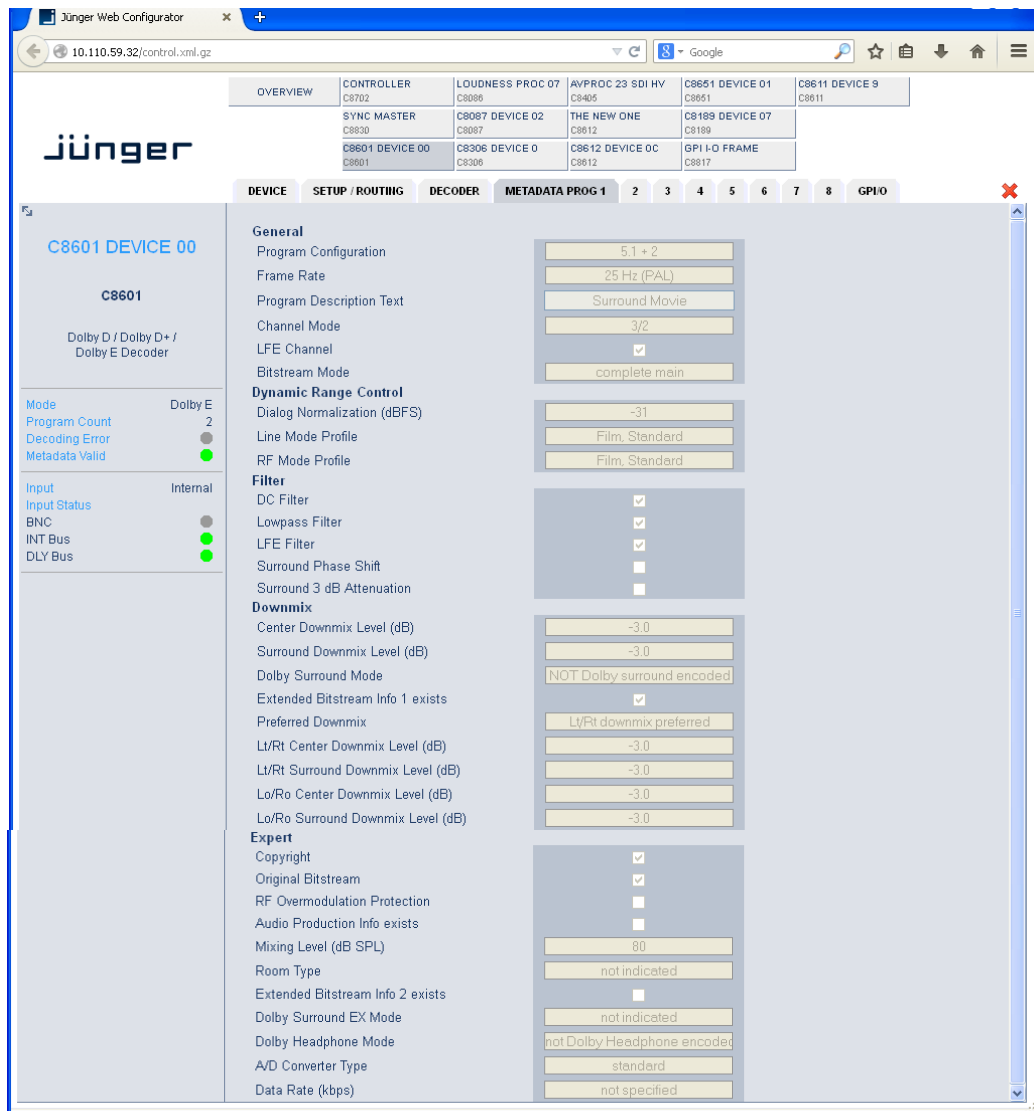 Jünger Web Configurator
10.110.59.32/control.xml.gz
Google
jünger
OVERVIEW
CONTROLLER
C8702
LOUDNESS PROC 07
C8086
AVPROC 23 SDI HV
C8405
C8651 DEVICE 01
C8651
C8611 DEVICE 9
C8611
SYNC MASTER
C8830
C8087 DEVICE 02
C8087
THE NEW ONE
C8612
C8189 DEVICE 07
C8189
C8601 DEVICE 00
C8601
C8306 DEVICE 0
C8306
C8612 DEVICE 0C
C8612
GPI I-O FRAME
C8817
DEVICE SETUP / ROUTING DECODER METADATA PROG 1 2 3 4 5 6 7 8 GPI/O
C8601 DEVICE 00
C8601
Dolby D / Dolby D+ /
Dolby E Decoder
Mode Dolby E
Program Count 2
Decoding Error
Metadata Valid
Input Internal
Input Status
BNC
INT Bus
DLY Bus
General
Program Configuration 5.1 + 2
Frame Rate 25 Hz (PAL)
Program Description Text Surround Movie
Channel Mode 3/2
LFE Channel
Bitstream Mode complete main
Dynamic Range Control
Dialog Normalization (dBFS) -31
Line Mode Profile Film, Standard
RF Mode Profile Film, Standard
Filter
DC Filter
Lowpass Filter
LFE Filter
Surround Phase Shift
Surround 3 dB Attenuation
Downmix
Center Downmix Level (dB) -3.0
Surround Downmix Level (dB) -3.0
Dolby Surround Mode NOT Dolby surround encoded
Extended Bitstream Info 1 exists
Preferred Downmix Lt/Rt downmix preferred
Lt/Rt Center Downmix Level (dB) -3.0
Lt/Rt Surround Downmix Level (dB) -3.0
Lo/Ro Center Downmix Level (dB) -3.0
Lo/Ro Surround Downmix Level (dB) -3.0
Expert
Copyright
Original Bitstream
RF Overmodulation Protection
Audio Production Info exists
Mixing Level (dB SPL) 80
Room Type not indicated
Extended Bitstream Info 2 exists
Dolby Surround EX Mode not indicated
Dolby Headphone Mode not Dolby Headphone encoded
A/D Converter Type standard
Data Rate (kbps) not specified